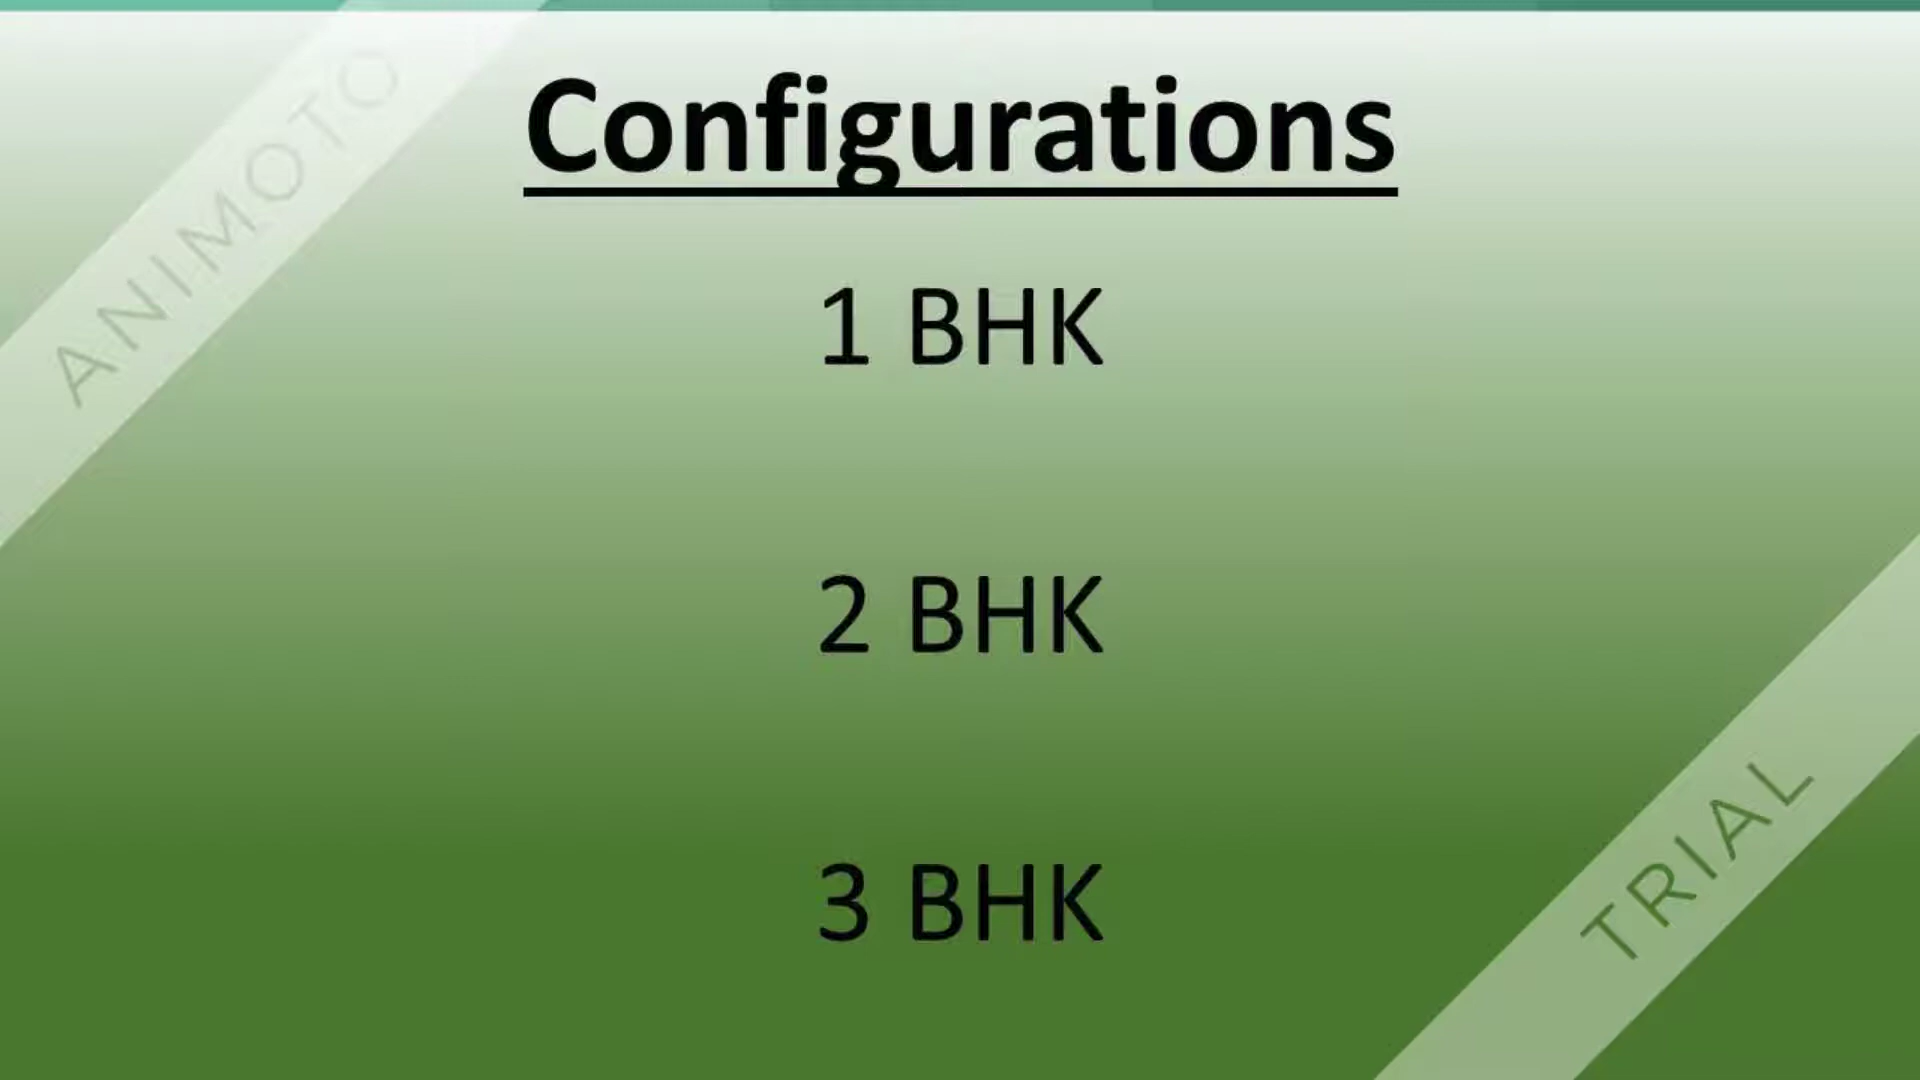 ANIMOTO
Configurations
1 BHK
2 BHK
3 BHK
TRIAL